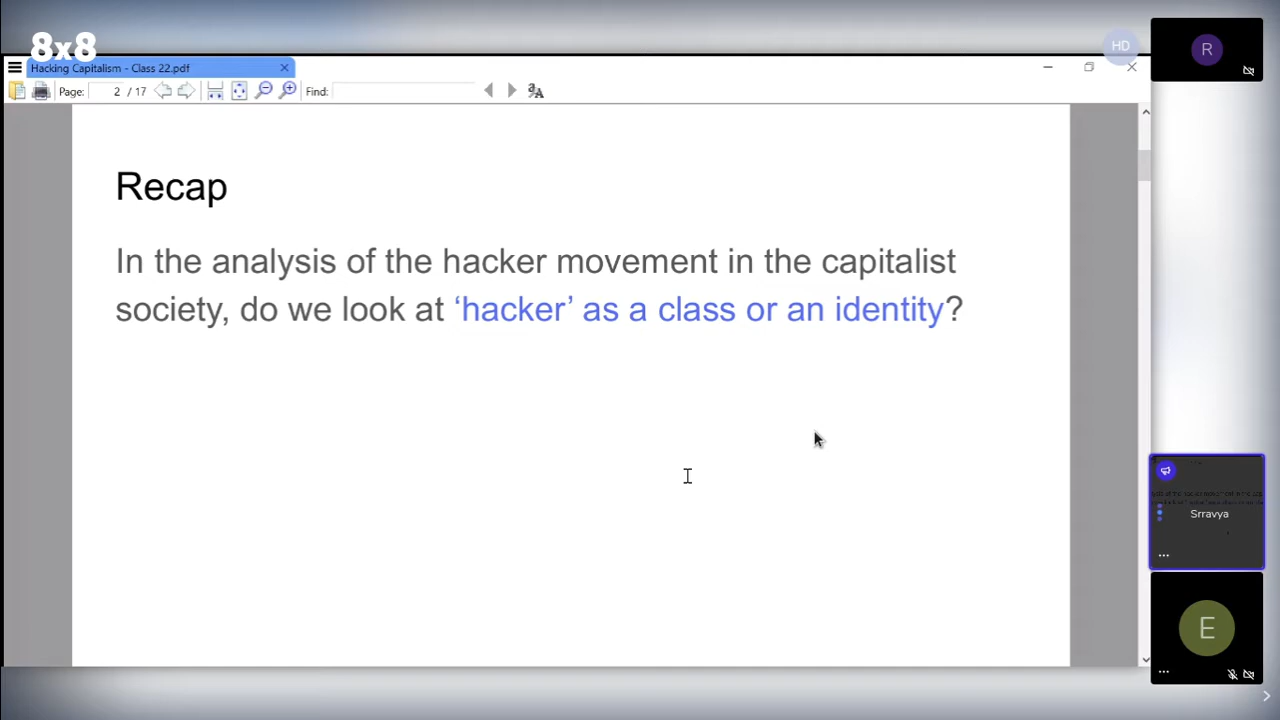 8x8
HD
R
Hacking Capitalism - Class 22.pdf
Page: 2 / 17 Find:
Recap
In the analysis of the hacker movement in the capitalist
society, do we look at ‘hacker’ as a class or an identity?
Srravya
E